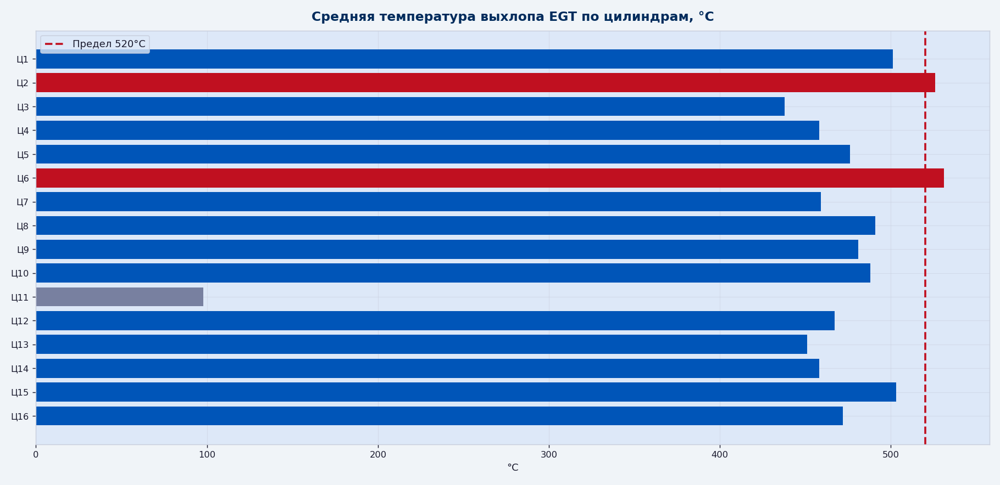 Средняя температура выхлопа EGT по цилиндрам, °C
Предел 520°C
Ц1
Ц2
Ц3
Ц4
Ц5
Ц6
Ц7
Ц8
Ц9
Ц10
Ц11
Ц12
Ц13
Ц14
Ц15
Ц16
0 100 200 300 400 500
°C